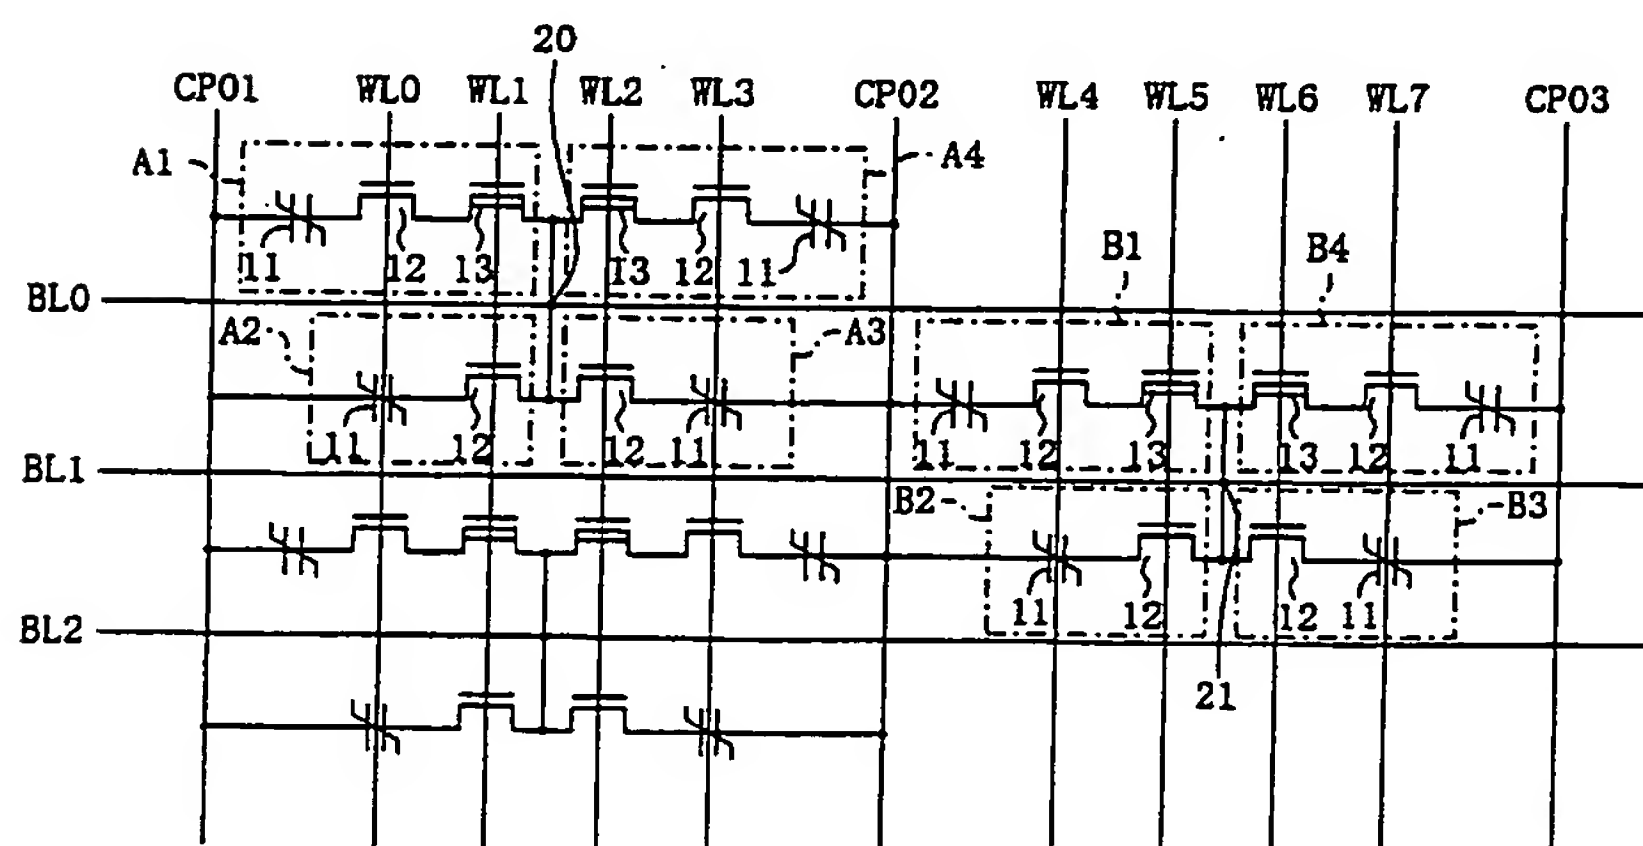 20
CP01 WL0 WL1 WL2 WL3 CP02 WL4 WL5 WL6 WL7 CP03
A1 A4
11 12 13 13 12 11 B1 B4
BL0
A2 A3
11 12 12 11 11 12 13 13 12 11
BL1
B2 B3
11 12 12 11
BL2
21